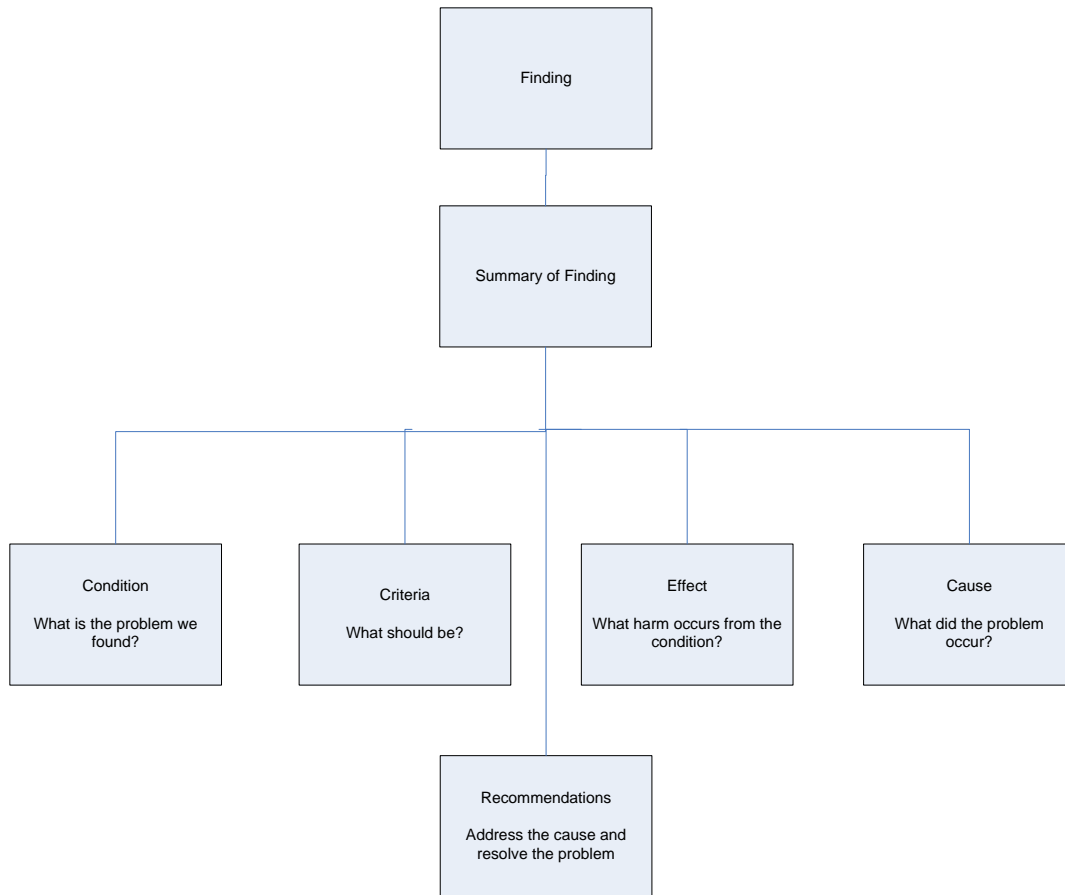 Finding
Summary of Finding
Condition
What is the problem we
found?
Criteria
What should be?
Effect
What harm occurs from the
condition?
Cause
What did the problem
occur?
Recommendations
Address the cause and
resolve the problem